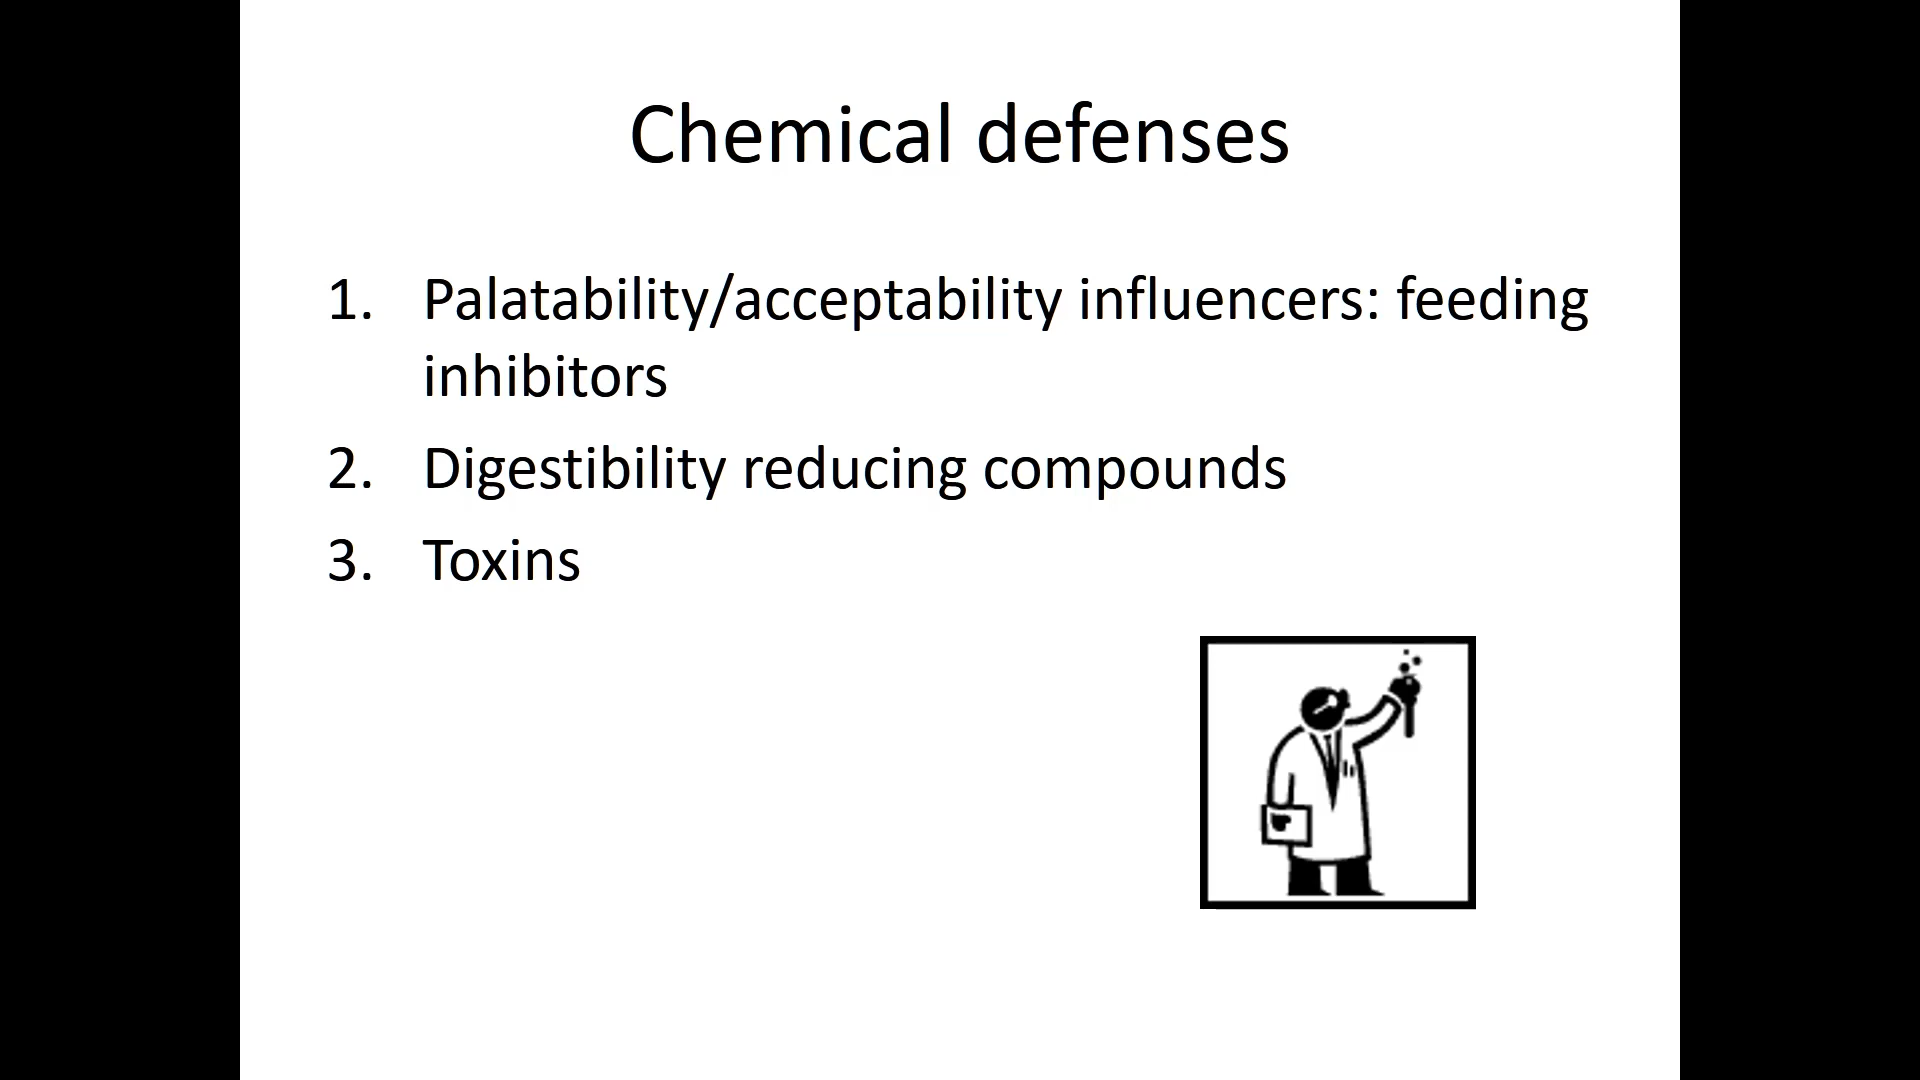 Chemical defenses
1. Palatability/acceptability influencers: feeding
inhibitors
2. Digestibility reducing compounds
3. Toxins